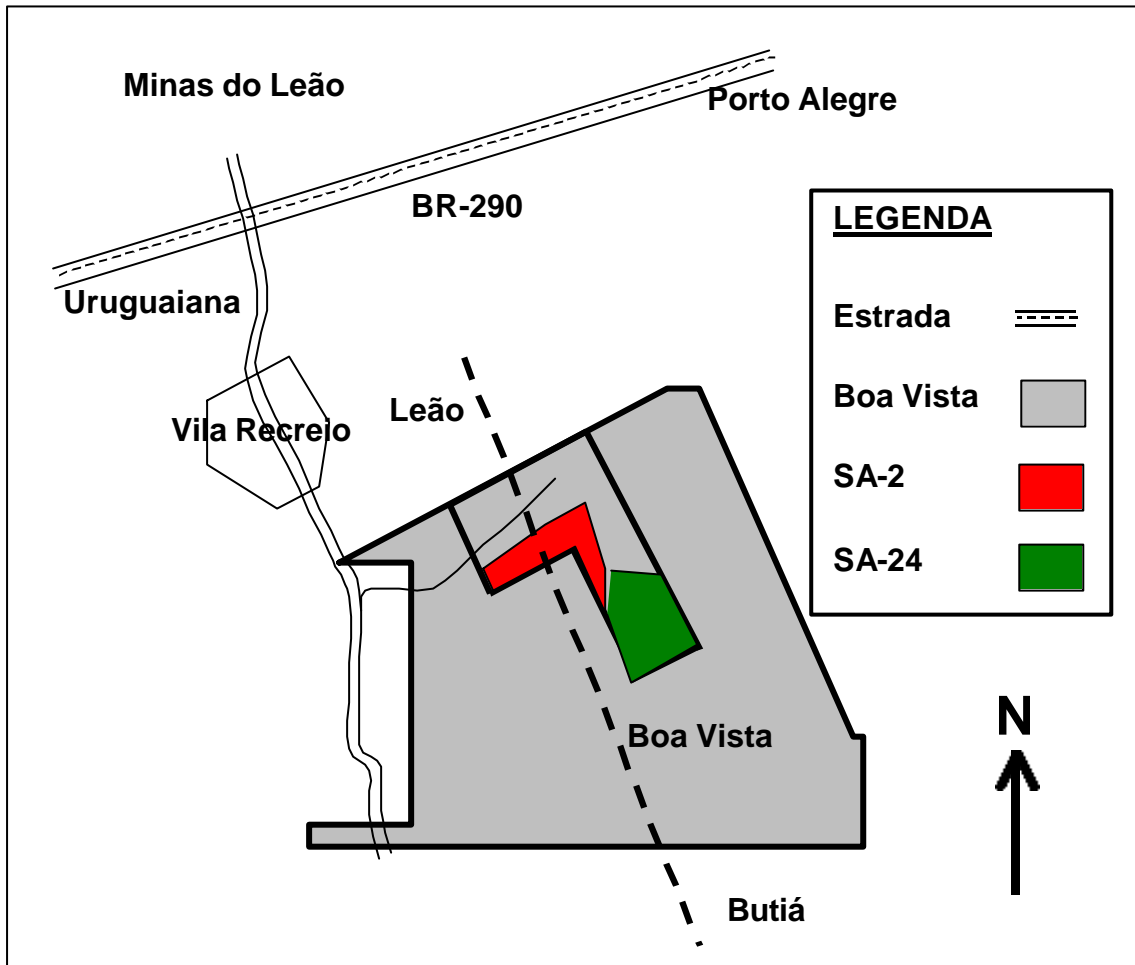 Minas do Leão
Porto Alegre
BR-290
Uruguaiana
Vila Recreio
Leão
Boa Vista
Butiá
LEGENDA
Estrada
Boa Vista
SA-2
SA-24
N